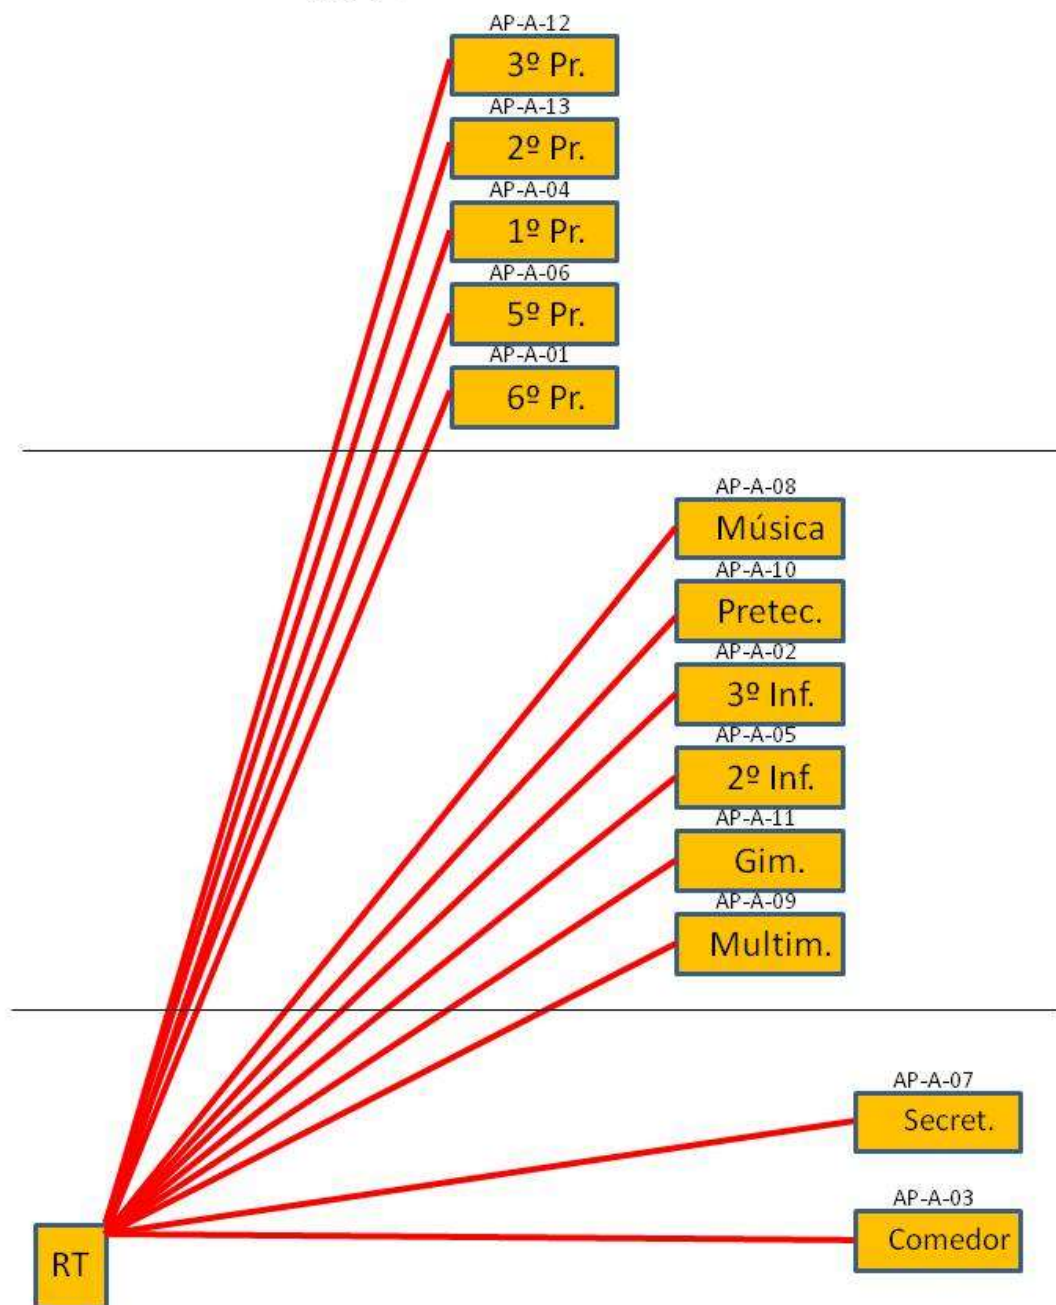 AP-A-12
3º Pr.
AP-A-13
2º Pr.
AP-A-04
1º Pr.
AP-A-06
5º Pr.
AP-A-01
6º Pr.
AP-A-08
Música
AP-A-10
Pretec.
AP-A-02
3º Inf.
AP-A-05
2º Inf.
AP-A-11
Gim.
AP-A-09
Multim.
AP-A-07
Secret.
AP-A-03
Comedor
RT